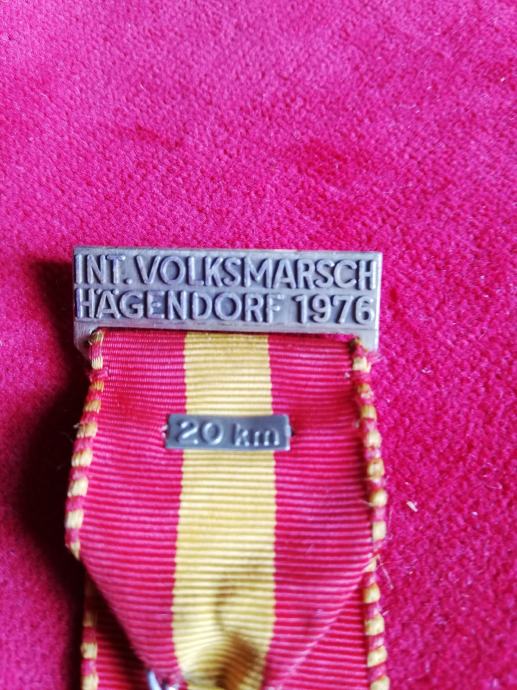 INT. VOLKSMARSCH
HÄGENDORF 1976
20 km